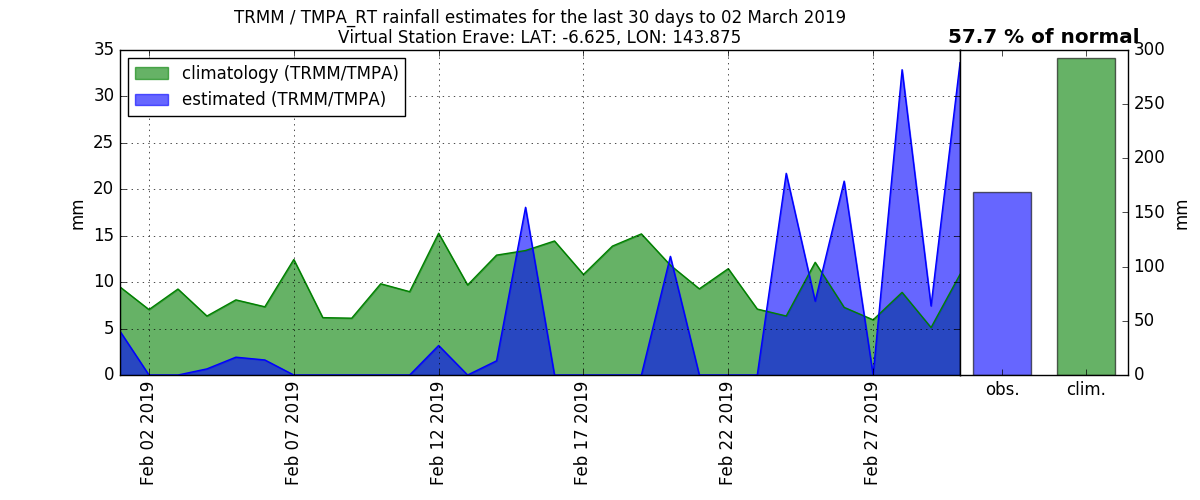 TRMM / TMPA_RT rainfall estimates for the last 30 days to 02 March 2019
Virtual Station Erave: LAT: -6.625, LON: 143.875
57.7 % of normal
climatology (TRMM/TMPA)
estimated (TRMM/TMPA)
35
30
25
20
15
10
5
0
mm
Feb 02 2019
Feb 07 2019
Feb 12 2019
Feb 17 2019
Feb 22 2019
Feb 27 2019
obs.
clim.
300
250
200
150
100
50
0
mm